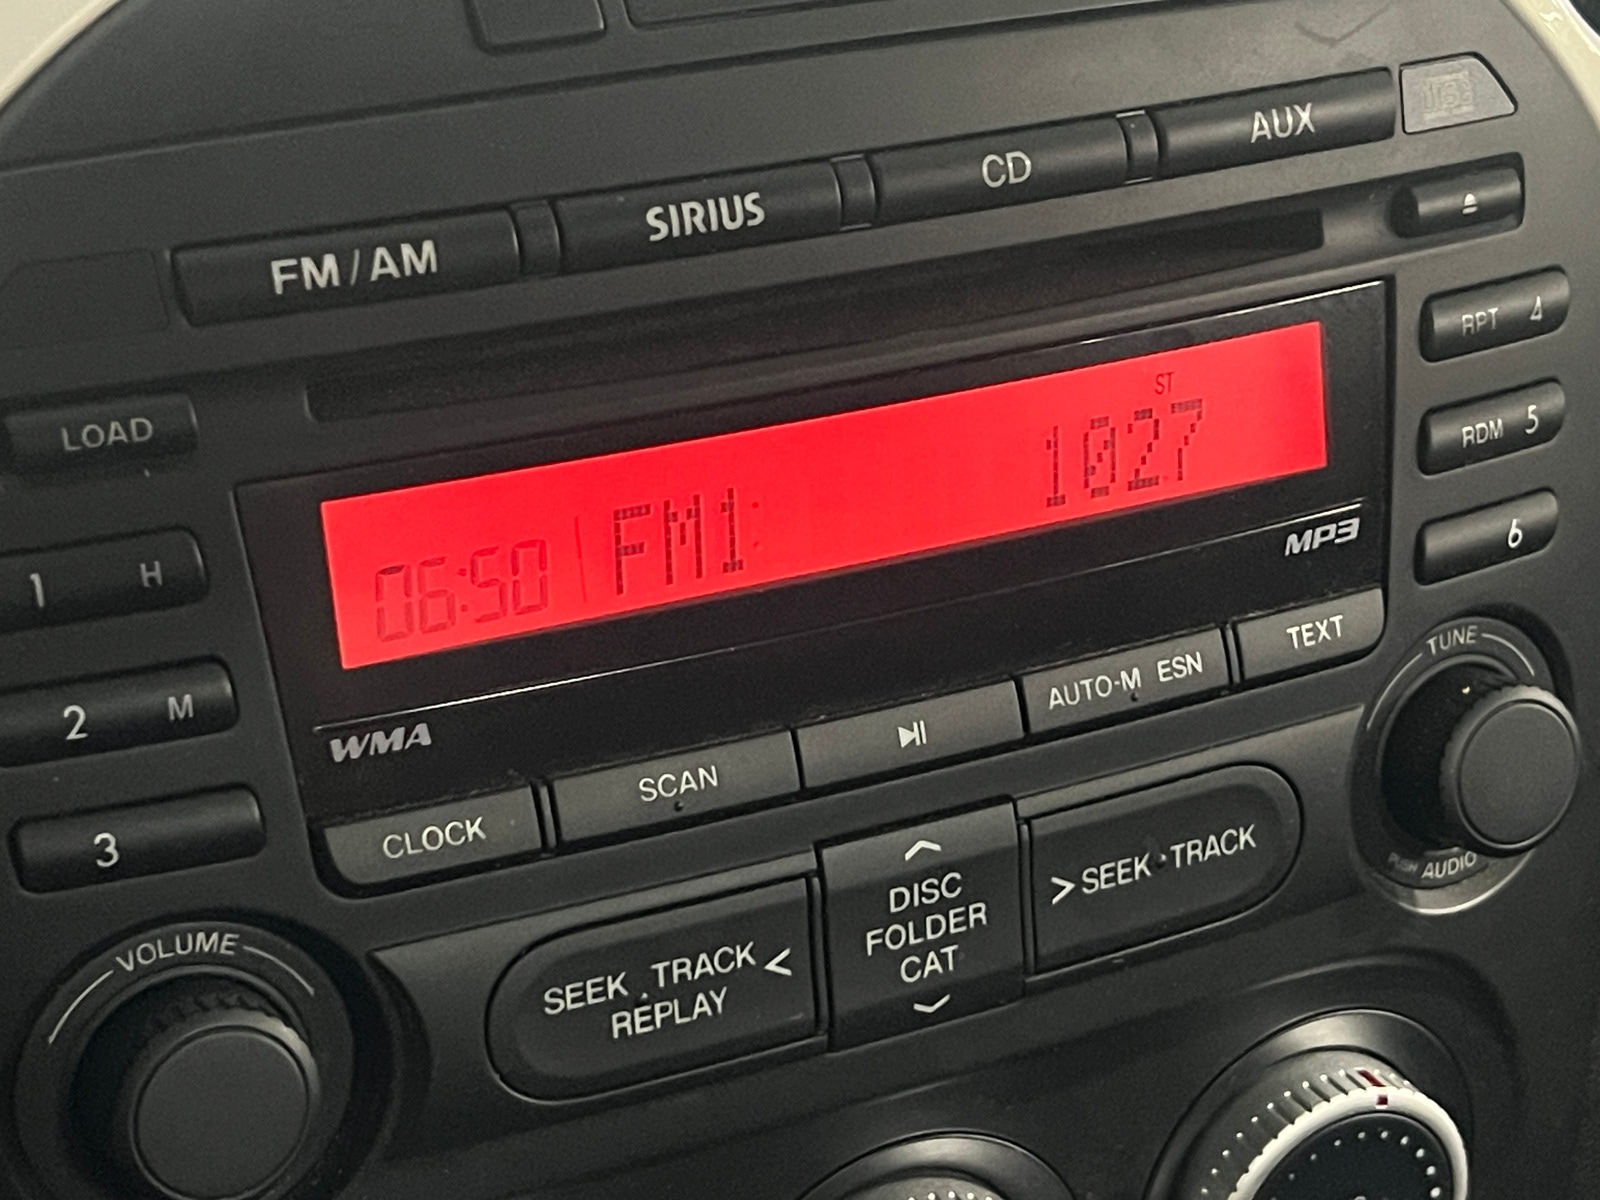 AUX
CD
SIRIUS
FM / AM
LOAD
RPT 4
ST
1027
FM1:
06:50
RDM 5
MP3
6
1 H
WMA
TEXT
AUTO-M ESN
SCAN
CLOCK
TUNE
2 M
3
> SEEK · TRACK
DISC
FOLDER
CAT
SEEK · TRACK <
REPLAY
PUSH AUDIO
VOLUME